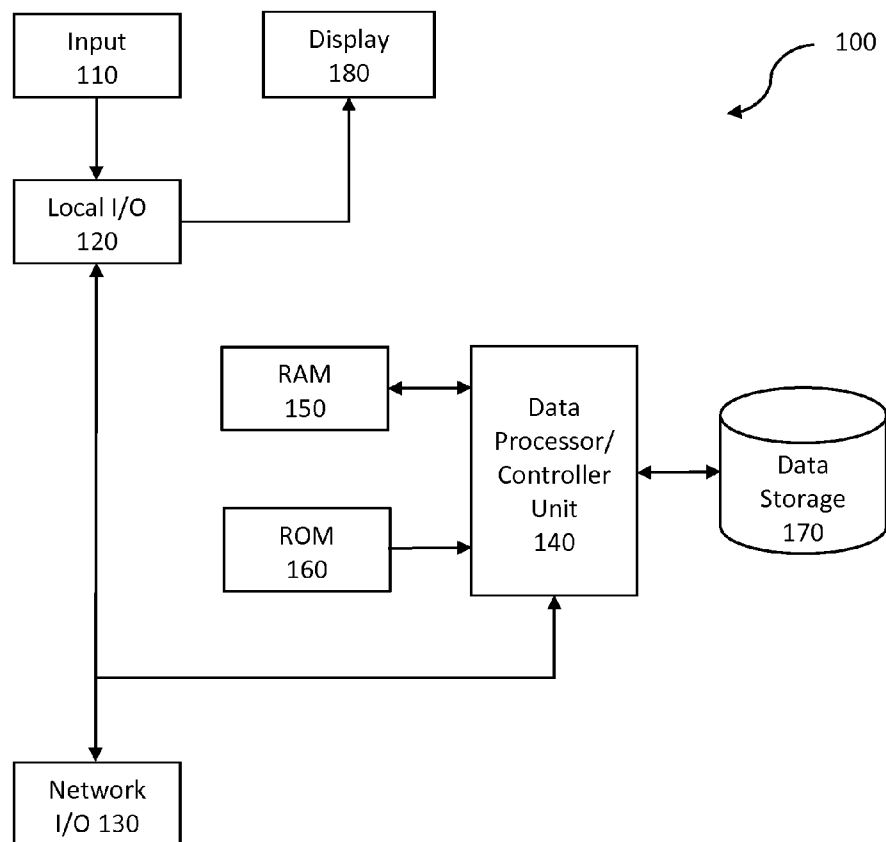 Input
110
Display
180
100
Local I/O
120
RAM
150
Data
Processor/
Controller
Unit
140
Data
Storage
170
ROM
160
Network
I/O 130